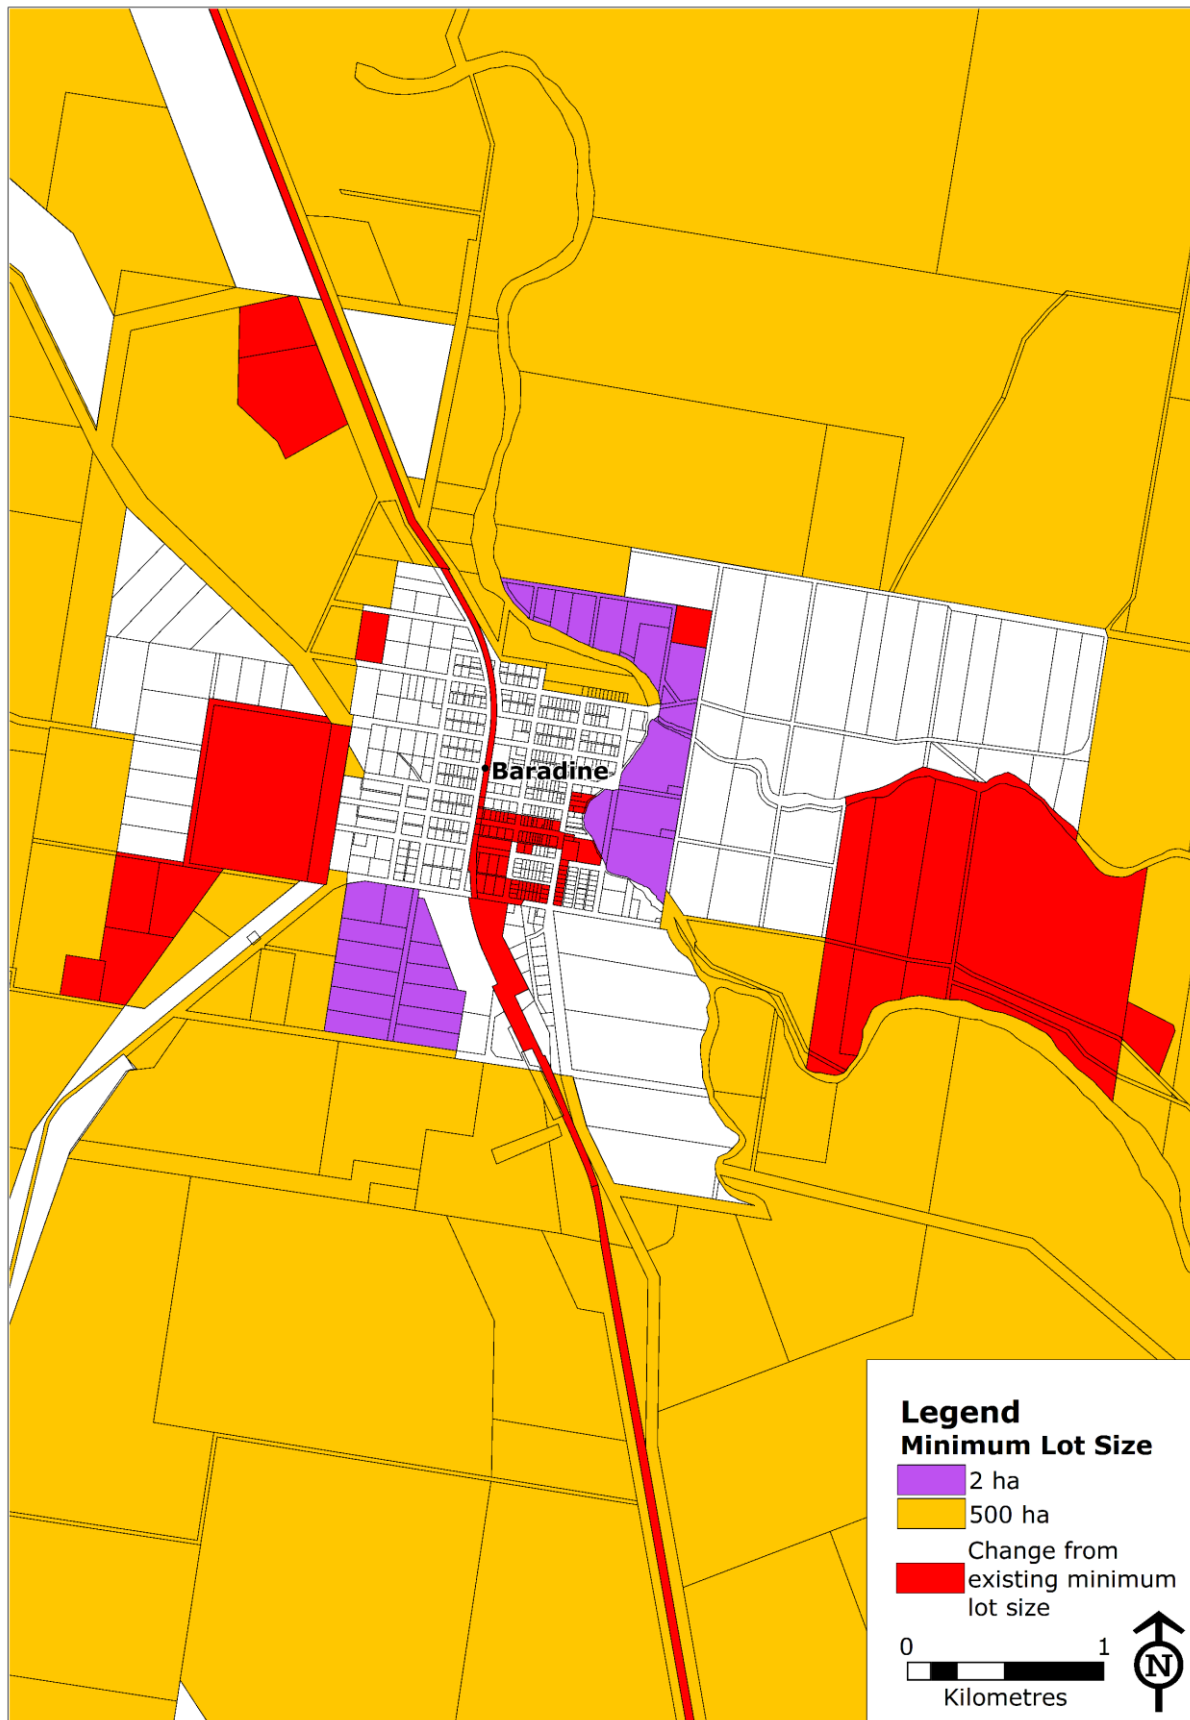 Baradine
Legend
Minimum Lot Size
2 ha
500 ha
Change from
existing minimum
lot size
0 1
Kilometres
N